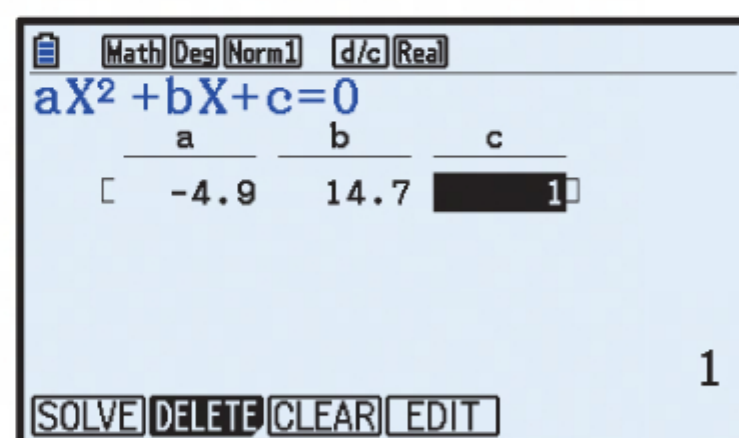 Math Deg Norm1 d/c Real
aX² +bX+c=0
a b c
[ -4.9 14.7 1 ]
1
SOLVE DELETE CLEAR EDIT